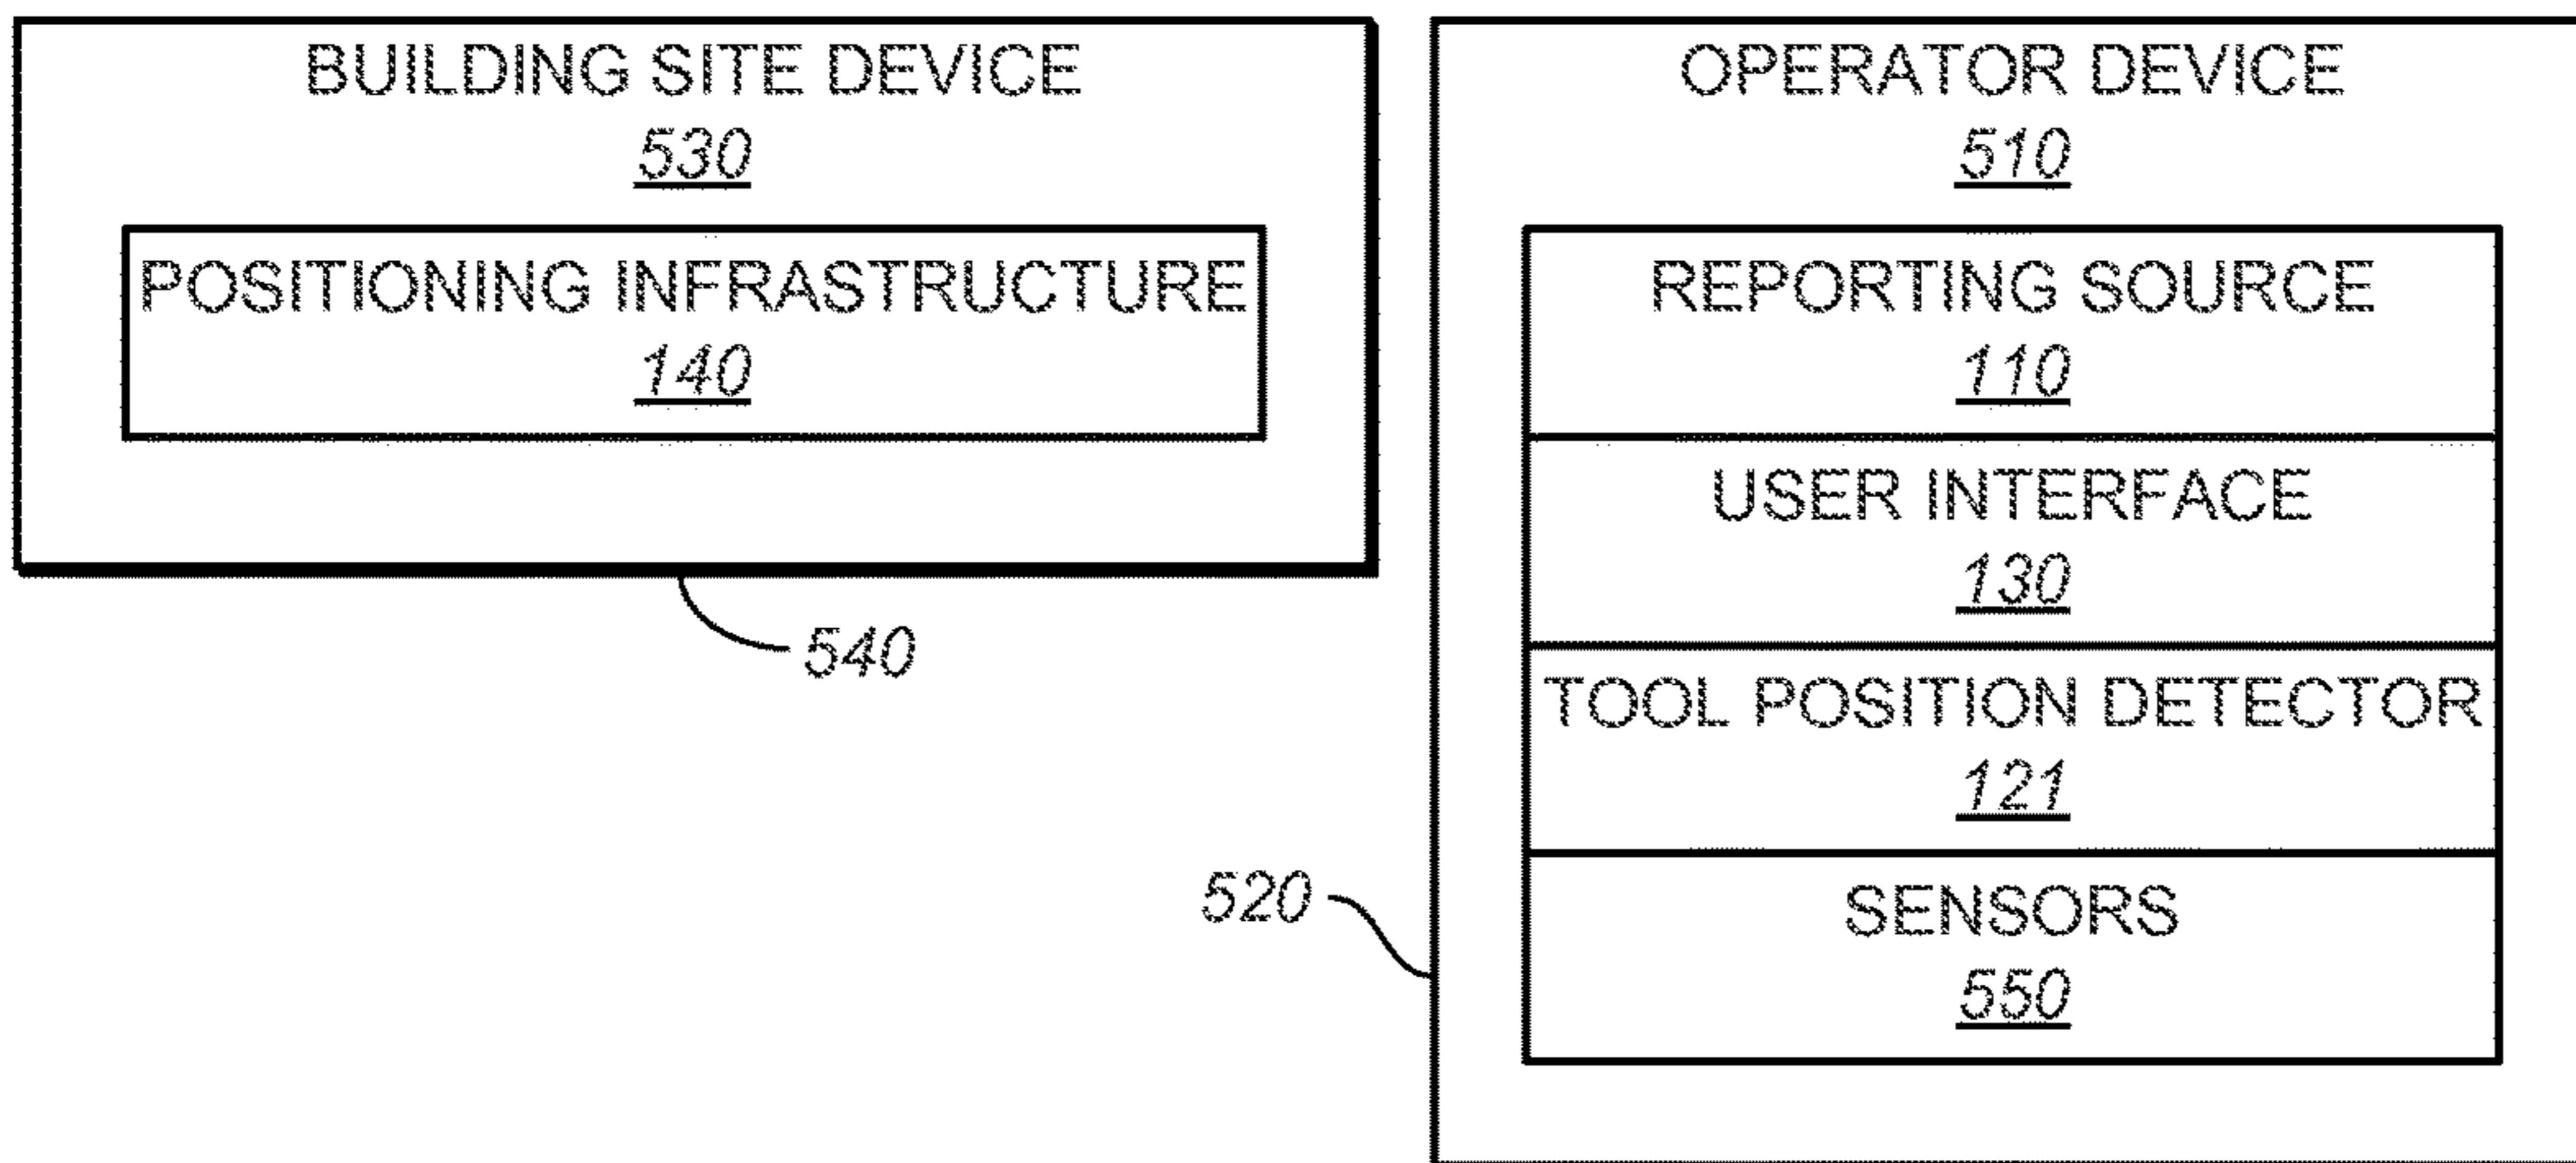 BUILDING SITE DEVICE
530
POSITIONING INFRASTRUCTURE
140
540
OPERATOR DEVICE
510
REPORTING SOURCE
110
USER INTERFACE
130
TOOL POSITION DETECTOR
121
SENSORS
550
520